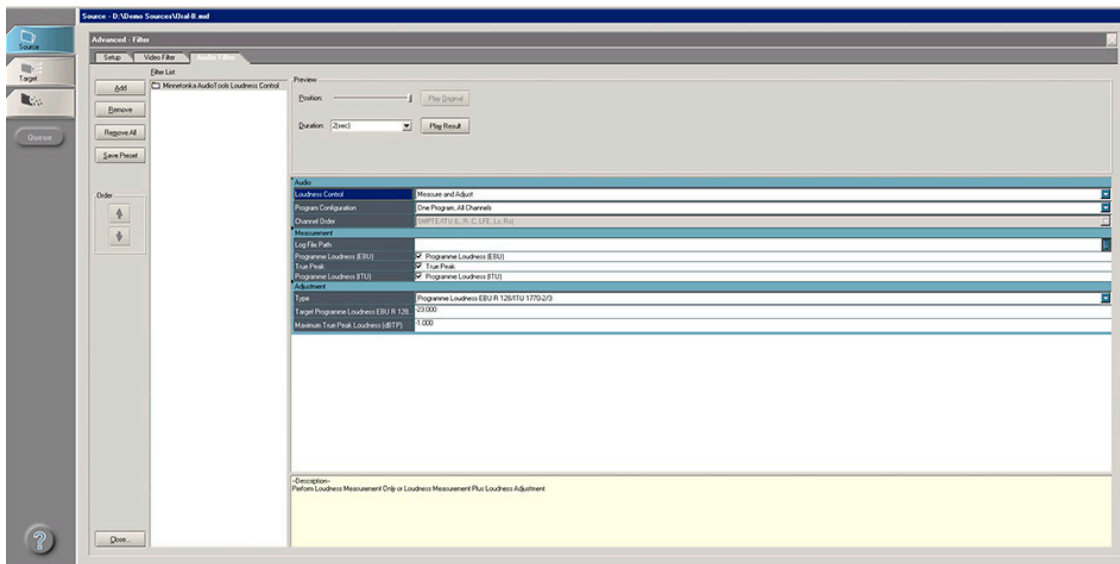 Source - D:\Demo Sources\Oral-B.md
Source
Advanced - Filter
Setup
Video Filter
Audio Filter
Target
Filter List
Add
Minnetonka AudioTools Loudness Control
Preview
Position:
Play Original
Remove
Duration:
2(sec)
Play Result
Remove All
Queue
Save Preset
Order
Audio
Loudness Control
Measure and Adjust
Program Configuration
One Program, All Channels
Channel Order
SMPTE/ITU (L, R, C, LFE, Ls, Rs)
Measurement
Log File Path
Programme Loudness (EBU)
Programme Loudness (EBU)
True Peak
True Peak
Programme Loudness (ITU)
Programme Loudness (ITU)
Adjustment
Type
Programme Loudness EBU R 128/ITU 1770-2/3
Target Programme Loudness EBU R 128...
-23.000
Maximum True Peak Loudness (dBTP)
-1.000
--Description--
Perform Loudness Measurement Only or Loudness Measurement Plus Loudness Adjustment
Close...
?